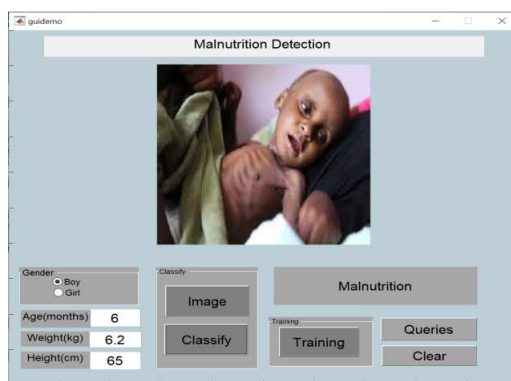 guidemo
Malnutrition Detection
Gender
Boy
Girl
Age(months) 6
Weight(kg) 6.2
Height(cm) 65
Classify
Image
Classify
Malnutrition
Training
Training
Queries
Clear